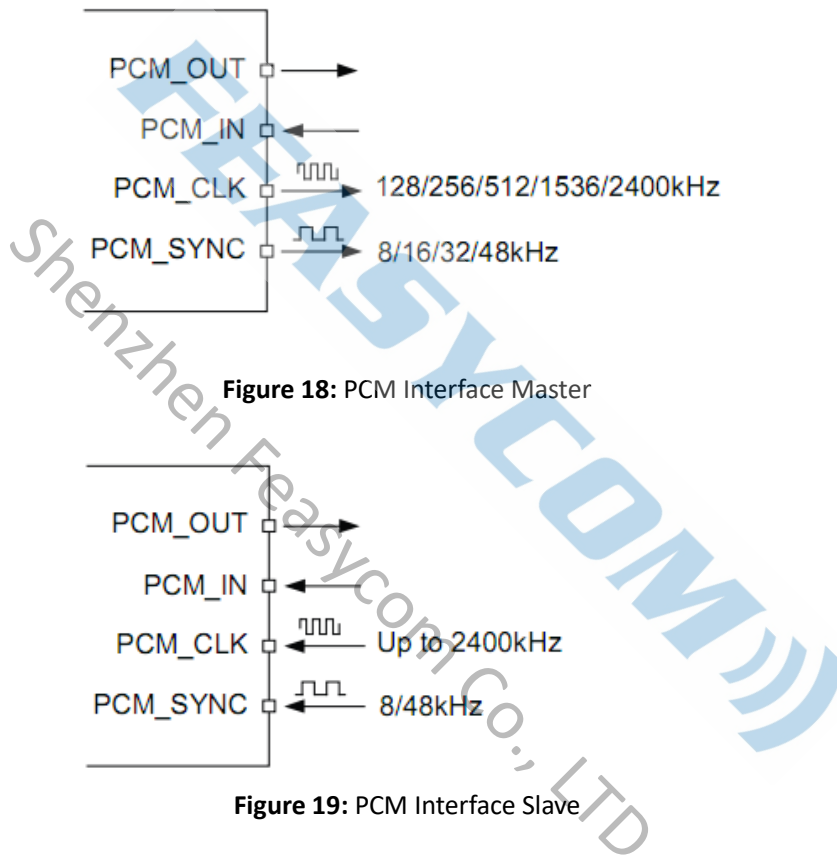 PCM_OUT
PCM_IN
PCM_CLK
128/256/512/1536/2400kHz
PCM_SYNC
8/16/32/48kHz
Figure 18: PCM Interface Master
PCM_OUT
PCM_IN
PCM_CLK
Up to 2400kHz
PCM_SYNC
8/48kHz
Figure 19: PCM Interface Slave
FEASYCOM
Shenzhen Feasycom Co., LTD